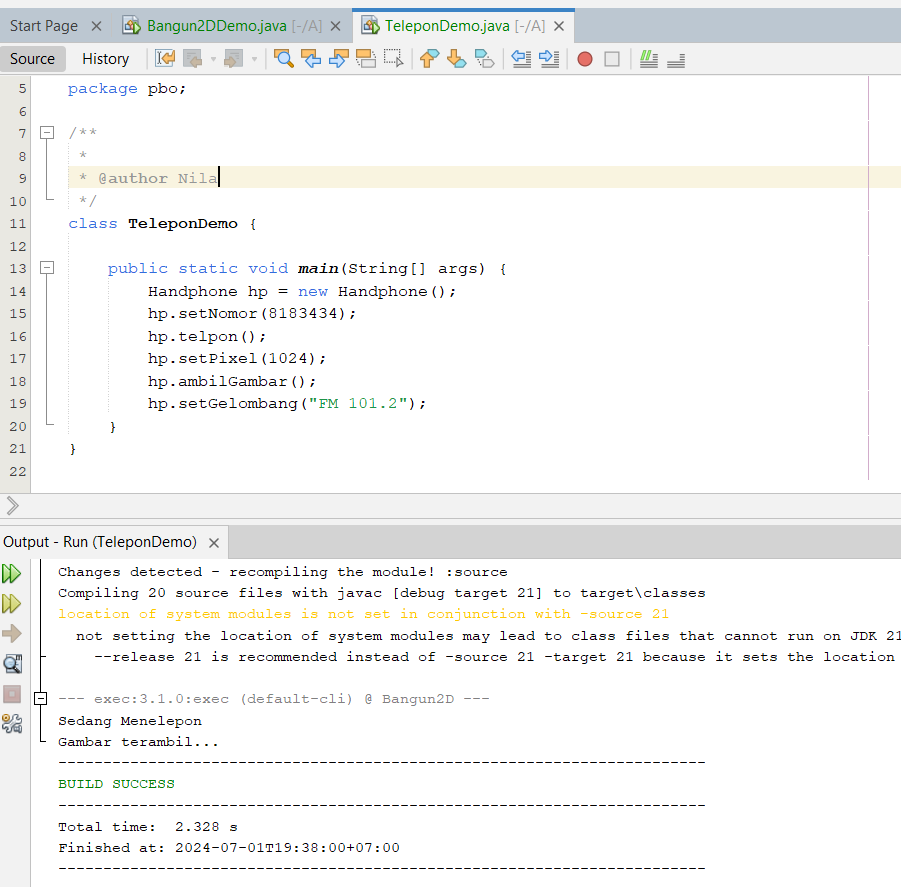 Start Page
Bangun2DDemo.java [-/A]
TeleponDemo.java [-/A]
Source
History
5 package pbo;
6
7 /**
8 *
9 * @author Nila
10 */
11 class TeleponDemo {
12
13 public static void main(String[] args) {
14 Handphone hp = new Handphone();
15 hp.setNomor(8183434);
16 hp.telpon();
17 hp.setPixel(1024);
18 hp.ambilGambar();
19 hp.setGelombang("FM 101.2");
20 }
21 }
22
Output - Run (TeleponDemo)
Changes detected - recompiling the module! :source
Compiling 20 source files with javac [debug target 21] to target\classes
location of system modules is not set in conjunction with -source 21
not setting the location of system modules may lead to class files that cannot run on JDK 21
--release 21 is recommended instead of -source 21 -target 21 because it sets the location
--- exec:3.1.0:exec (default-cli) @ Bangun2D ---
Sedang Menelepon
Gambar terambil...
------------------------------------------------------------------------
BUILD SUCCESS
------------------------------------------------------------------------
Total time: 2.328 s
Finished at: 2024-07-01T19:38:00+07:00
------------------------------------------------------------------------